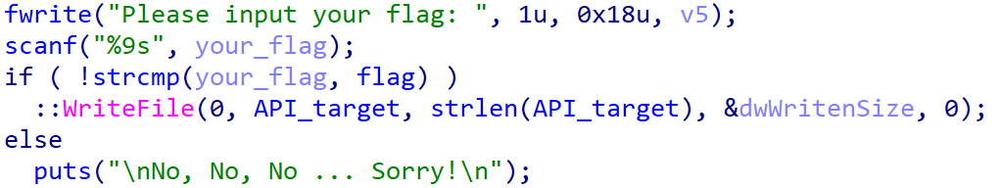 fwrite("Please input your flag: ", 1u, 0x18u, v5);
scanf("%9s", your_flag);
if ( !strcmp(your_flag, flag) )
::WriteFile(0, API_target, strlen(API_target), &dwWritenSize, 0);
else
puts("\nNo, No, No ... Sorry!\n");